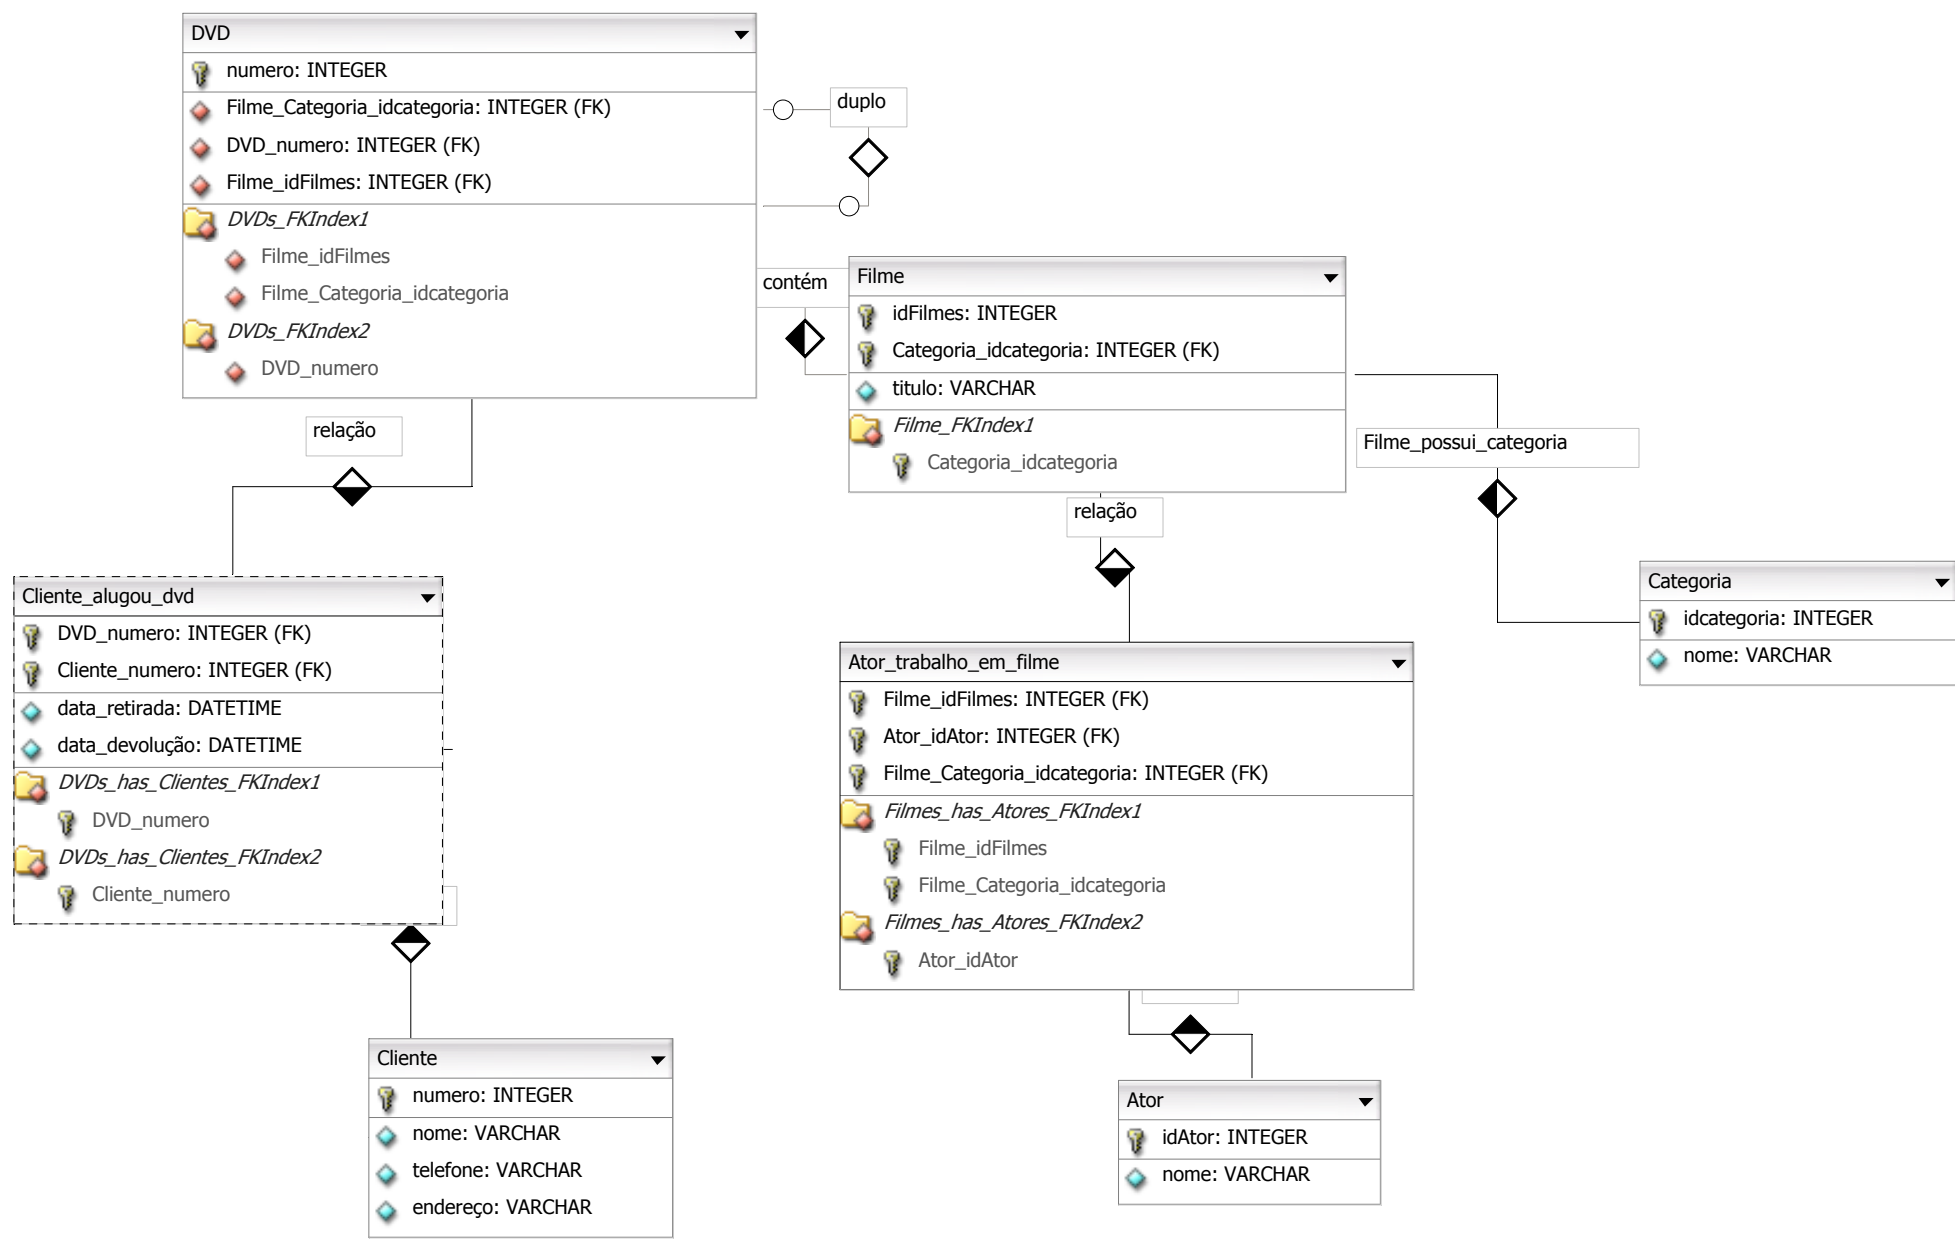 DVD
numero: INTEGER
Filme_Categoria_idcategoria: INTEGER (FK)
DVD_numero: INTEGER (FK)
Filme_idFilmes: INTEGER (FK)
DVDs_FKIndex1
Filme_idFilmes
Filme_Categoria_idcategoria
DVDs_FKIndex2
DVD_numero
duplo
contém
Filme
idFilmes: INTEGER
Categoria_idcategoria: INTEGER (FK)
titulo: VARCHAR
Filme_FKIndex1
Categoria_idcategoria
relação
Filme_possui_categoria
relação
Categoria
idcategoria: INTEGER
nome: VARCHAR
Cliente_alugou_dvd
DVD_numero: INTEGER (FK)
Cliente_numero: INTEGER (FK)
data_retirada: DATETIME
data_devolução: DATETIME
DVDs_has_Clientes_FKIndex1
DVD_numero
DVDs_has_Clientes_FKIndex2
Cliente_numero
Ator_trabalho_em_filme
Filme_idFilmes: INTEGER (FK)
Ator_idAtor: INTEGER (FK)
Filme_Categoria_idcategoria: INTEGER (FK)
Filmes_has_Atores_FKIndex1
Filme_idFilmes
Filme_Categoria_idcategoria
Filmes_has_Atores_FKIndex2
Ator_idAtor
Cliente
numero: INTEGER
nome: VARCHAR
telefone: VARCHAR
endereço: VARCHAR
Ator
idAtor: INTEGER
nome: VARCHAR